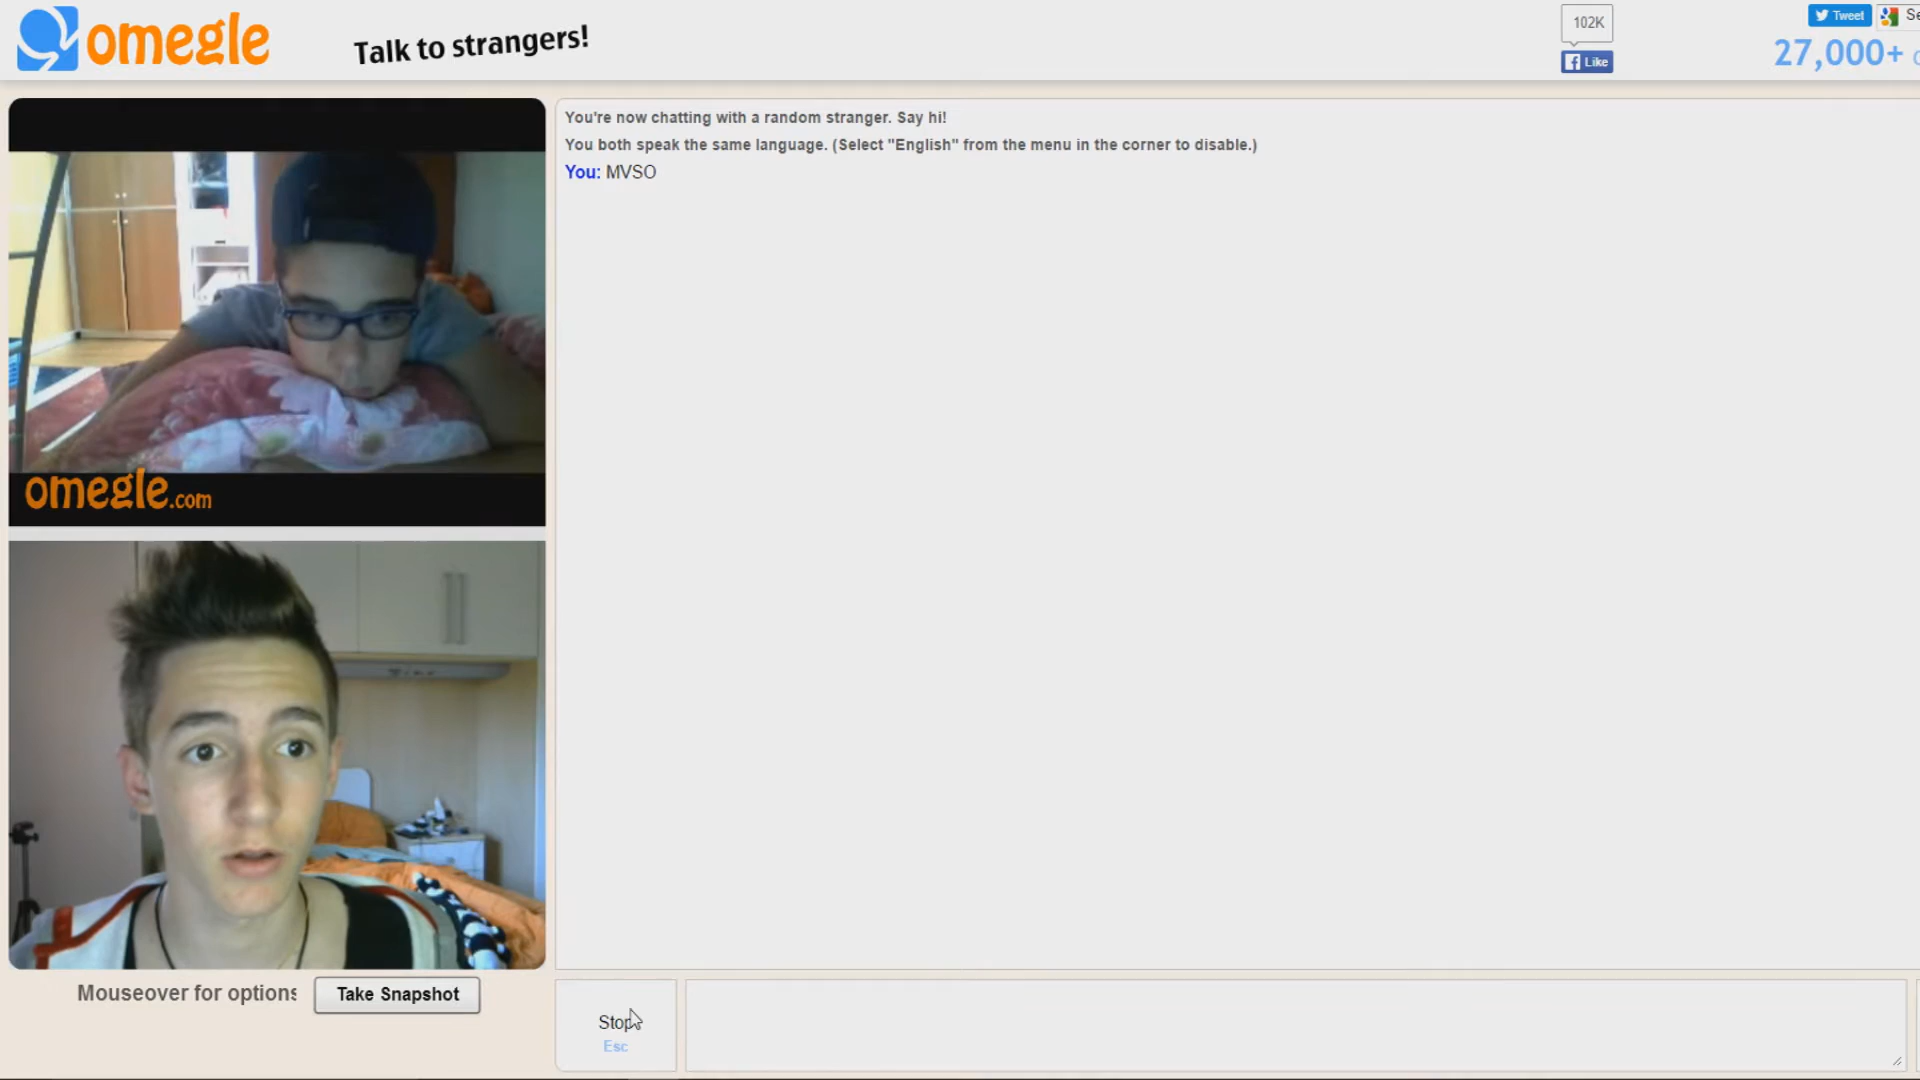 omegle
Talk to strangers!
102K
Like
Tweet
27,000+
You're now chatting with a random stranger. Say hi!
You both speak the same language. (Select "English" from the menu in the corner to disable.)
You: MVSO
omegle.com
Mouseover for options
Take Snapshot
Stop
Esc